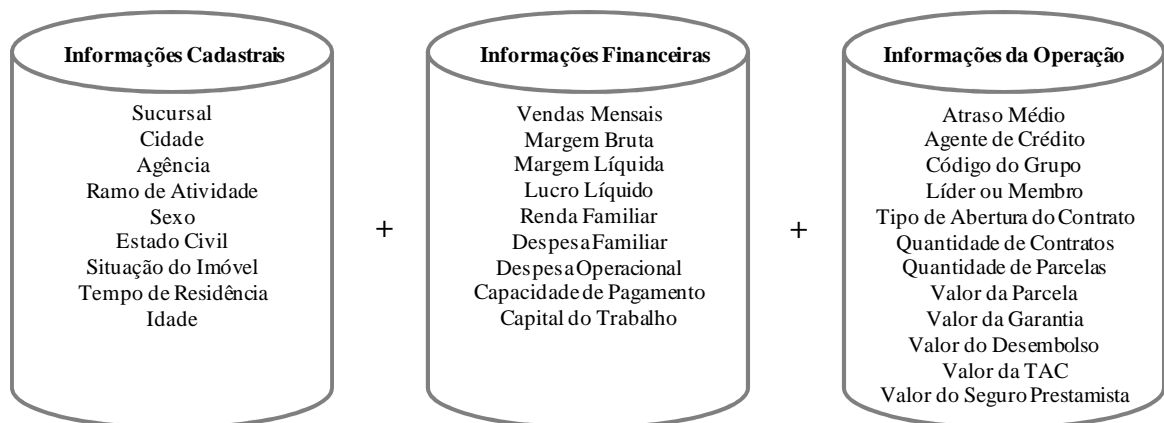 Informações Cadastrais
Sucursal
Cidade
Agência
Ramo de Atividade
Sexo
Estado Civil
Situação do Imóvel
Tempo de Residência
Idade
+
Informações Financeiras
Vendas Mensais
Margem Bruta
Margem Líquida
Lucro Líquido
Renda Familiar
Despesa Familiar
Despesa Operacional
Capacidade de Pagamento
Capital do Trabalho
+
Informações da Operação
Atraso Médio
Agente de Crédito
Código do Grupo
Líder ou Membro
Tipo de Abertura do Contrato
Quantidade de Contratos
Quantidade de Parcelas
Valor da Parcela
Valor da Garantia
Valor do Desembolso
Valor da TAC
Valor do Seguro Prestamista